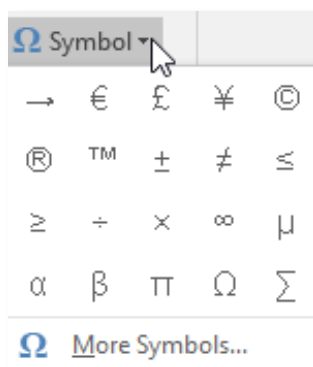 Ω Symbol
→ € £ ¥ ©
® ™ ± ≠ ≤
≥ ÷ × ∞ µ
α β π Ω ∑
Ω More Symbols...